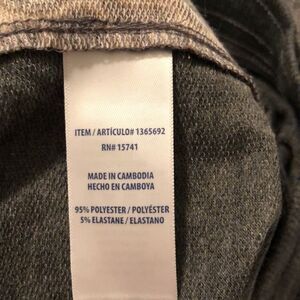 ITEM / ARTÍCULO# 1365692
RN# 15741
MADE IN CAMBODIA
HECHO EN CAMBOYA
95% POLYESTER / POLYÉSTER
5% ELASTANE / ELASTANO